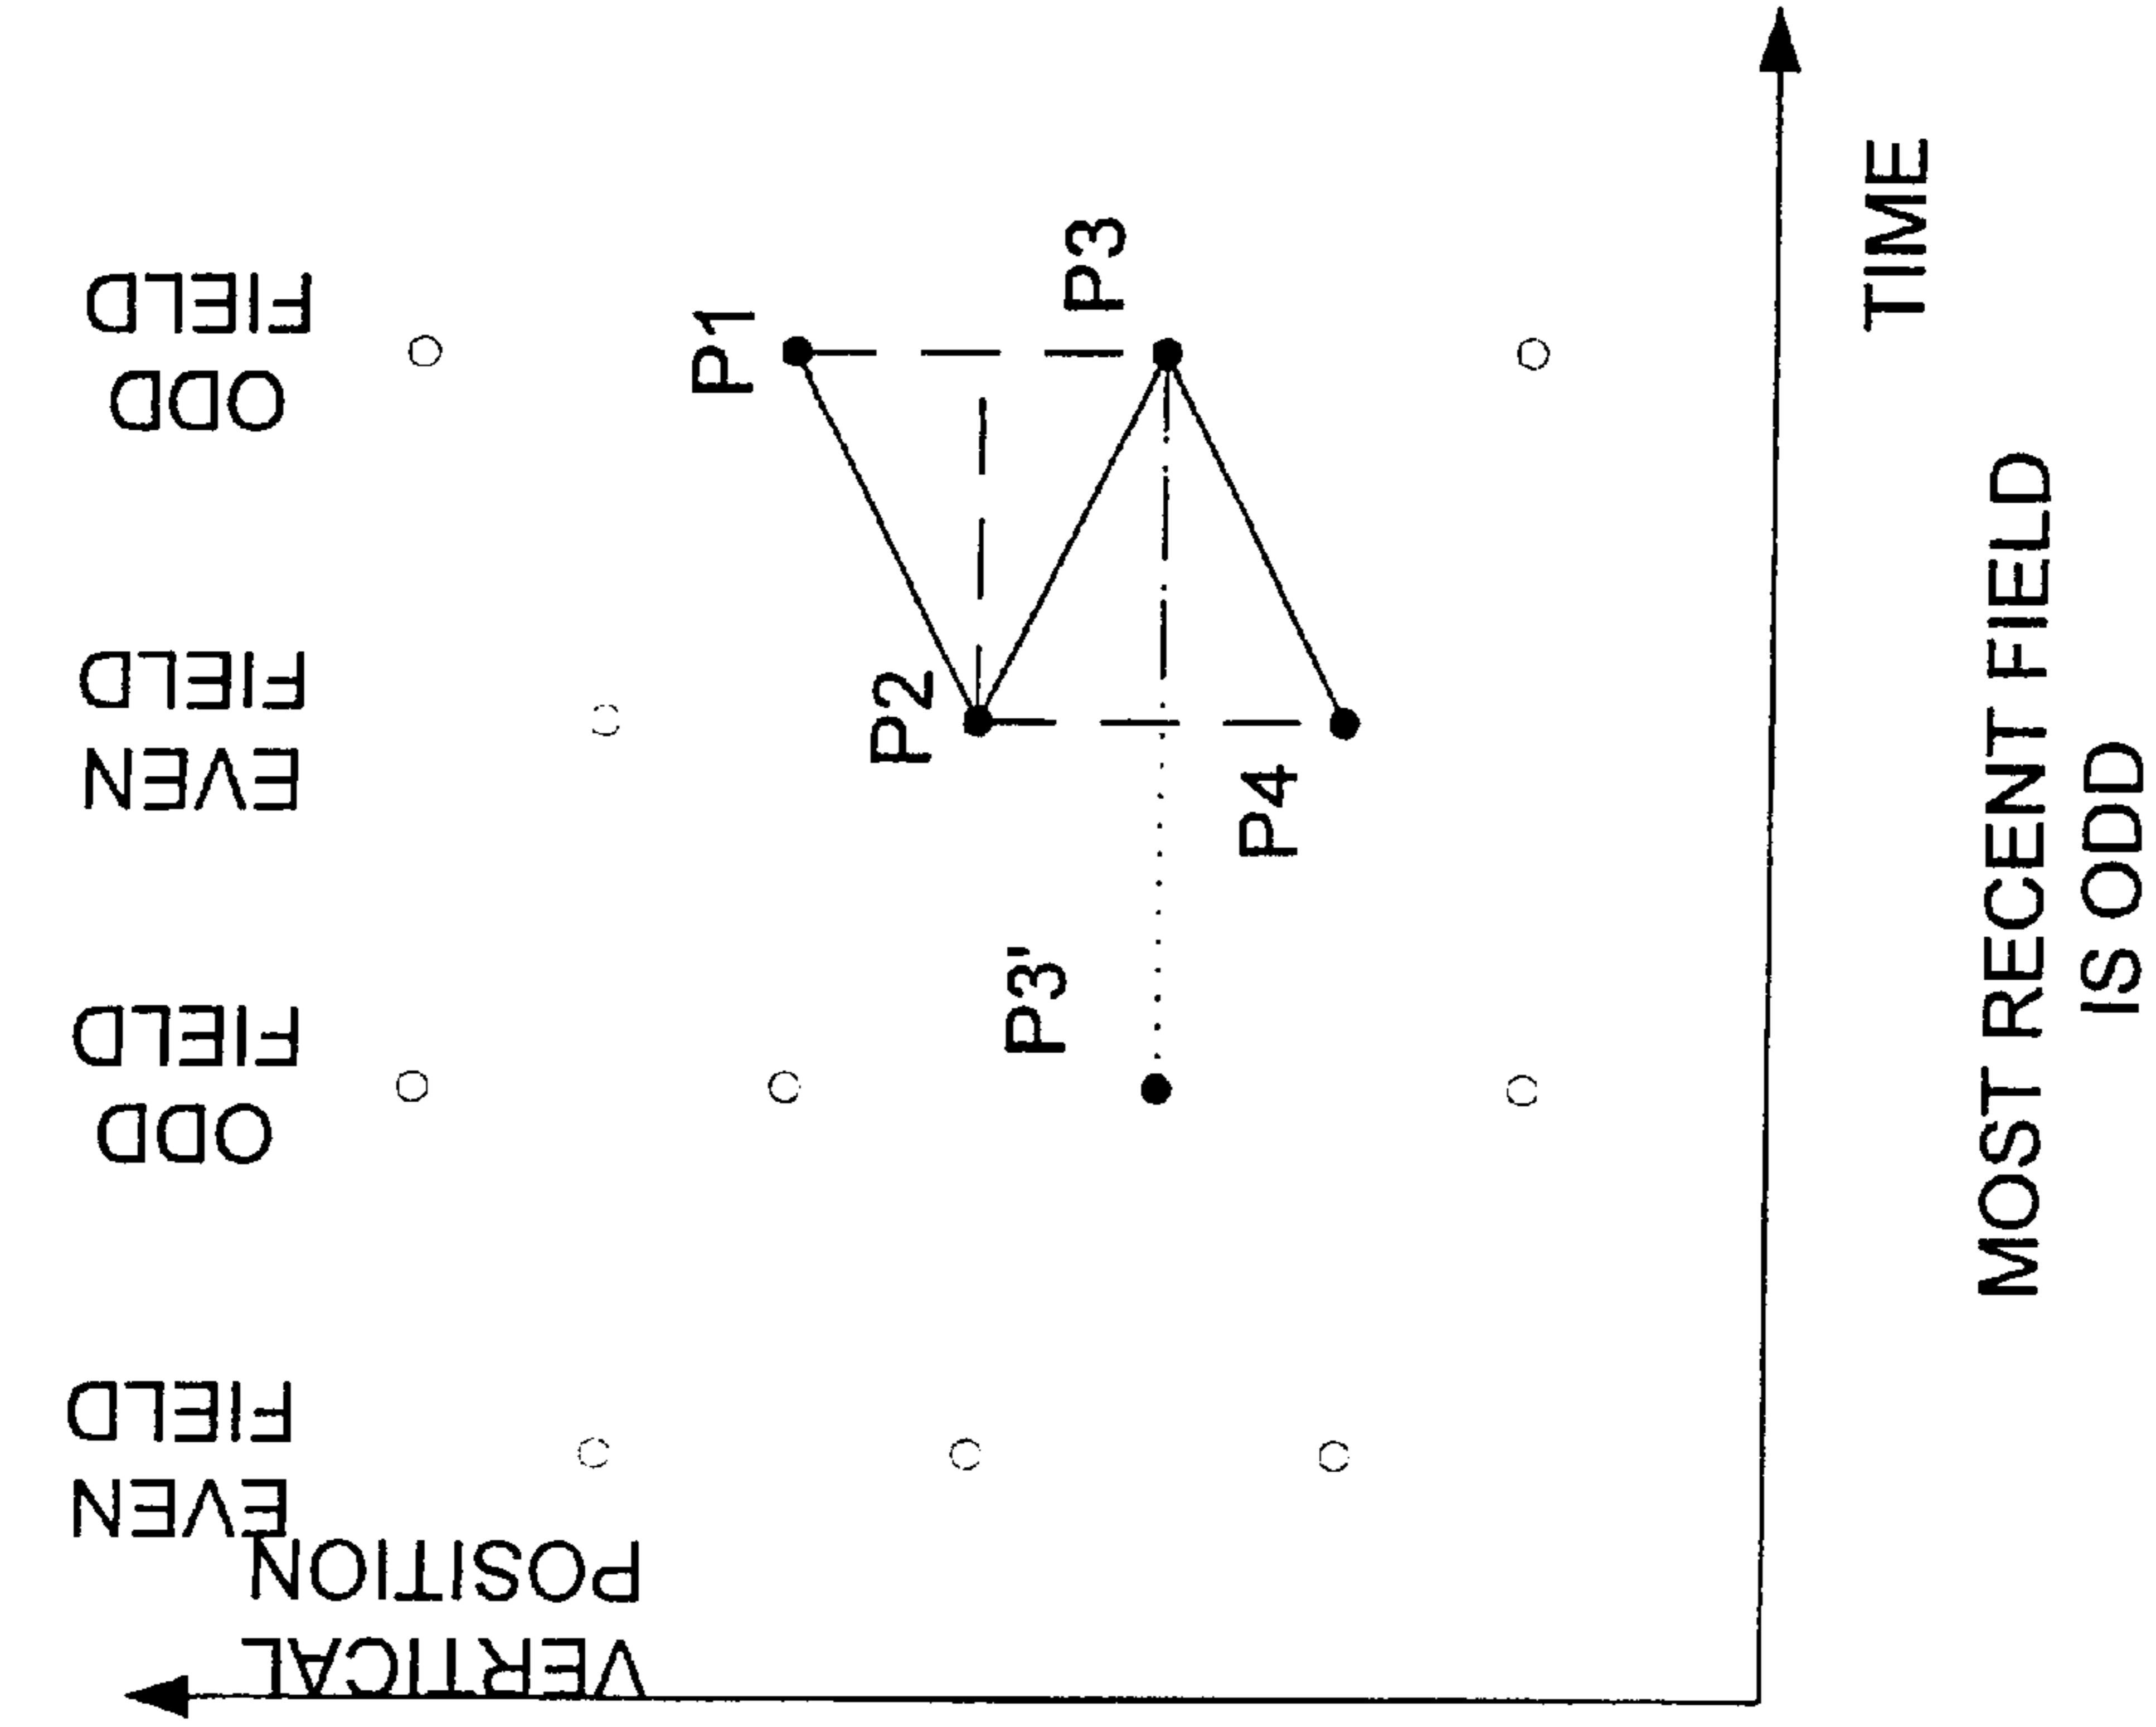 VERTICAL
POSITION
EVEN
FIELD
ODD
FIELD
EVEN
FIELD
ODD
FIELD
P1
P2
P3
P3'
P4
TIME
MOST RECENT FIELD
IS ODD